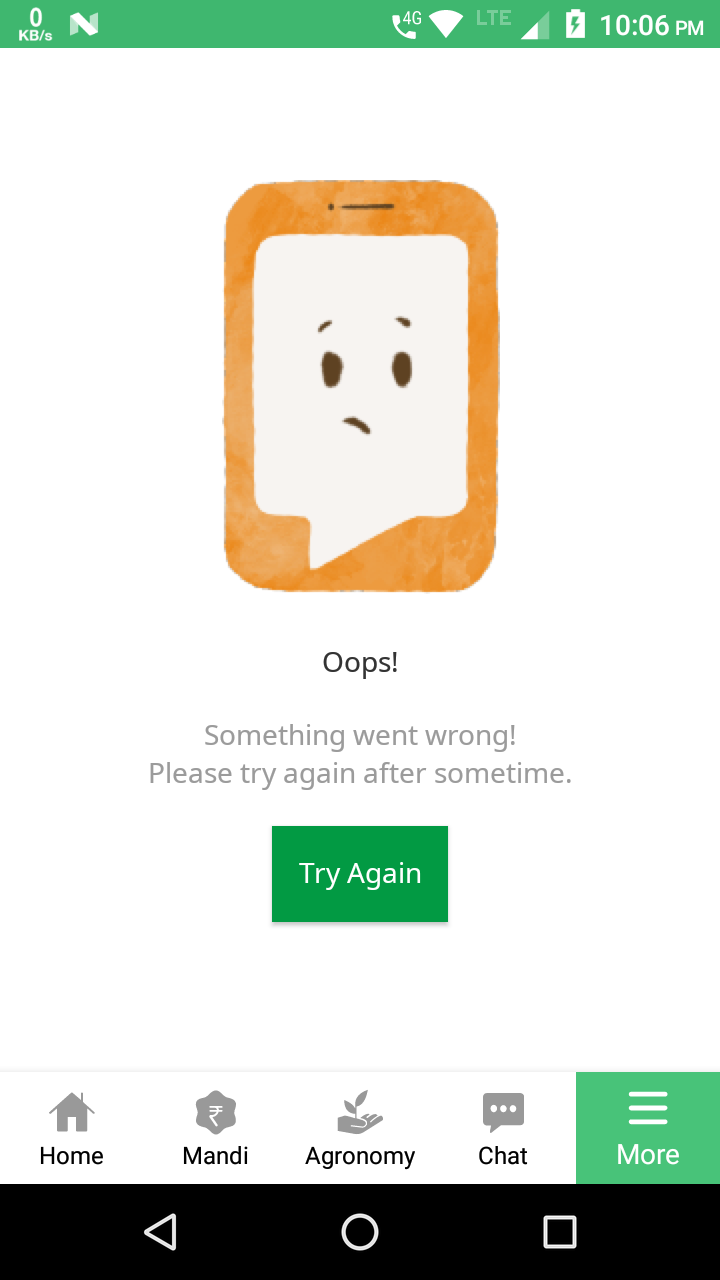 0
KB/s
4G
LTE
10:06 PM
Oops!
Something went wrong!
Please try again after sometime.
Try Again
₹
Home
Mandi
Agronomy
Chat
More